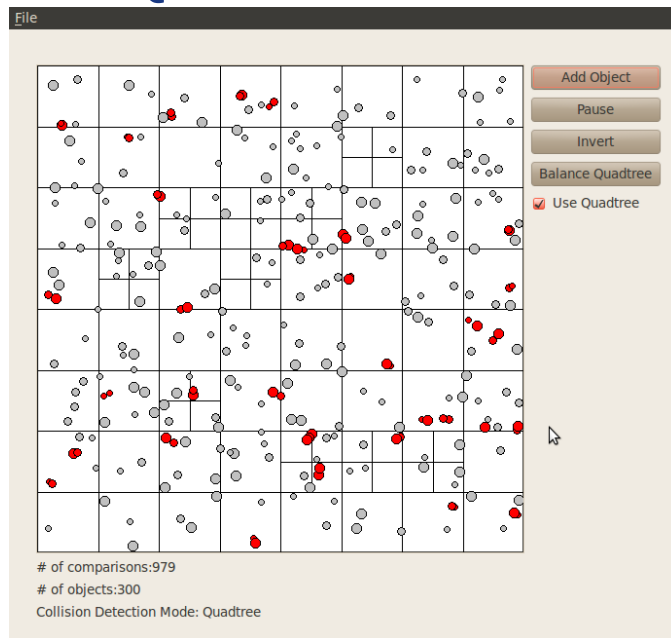 File
Add Object
Pause
Invert
Balance Quadtree
Use Quadtree
# of comparisons:979
# of objects:300
Collision Detection Mode: Quadtree